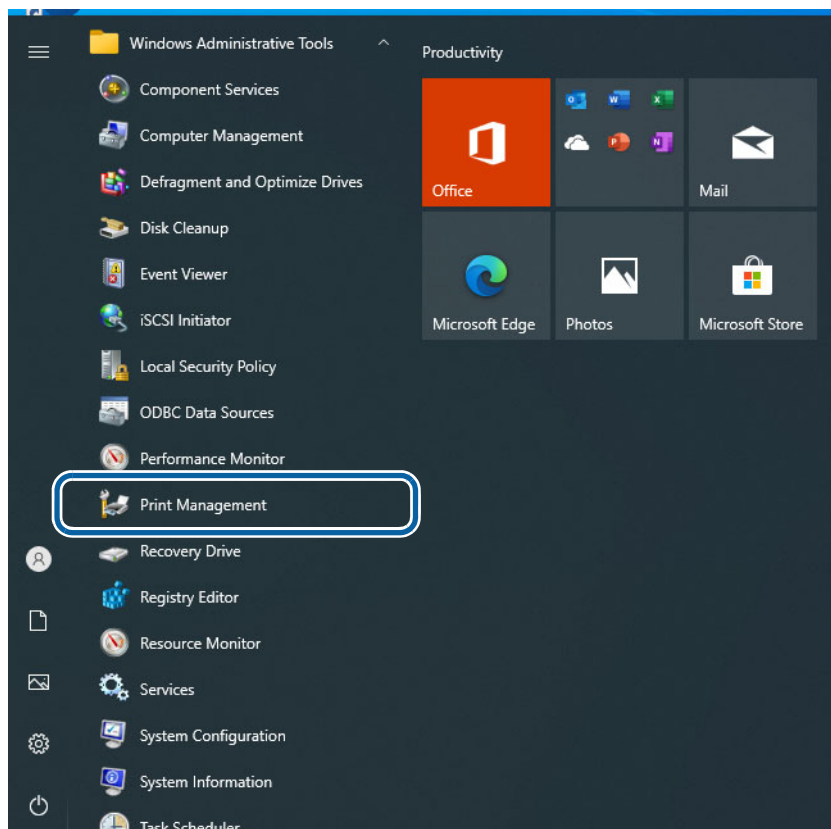 Windows Administrative Tools
Component Services
Computer Management
Defragment and Optimize Drives
Disk Cleanup
Event Viewer
iSCSI Initiator
Local Security Policy
ODBC Data Sources
Performance Monitor
Print Management
Recovery Drive
Registry Editor
Resource Monitor
Services
System Configuration
System Information
Task Scheduler
Productivity
Office
Mail
Microsoft Edge
Photos
Microsoft Store